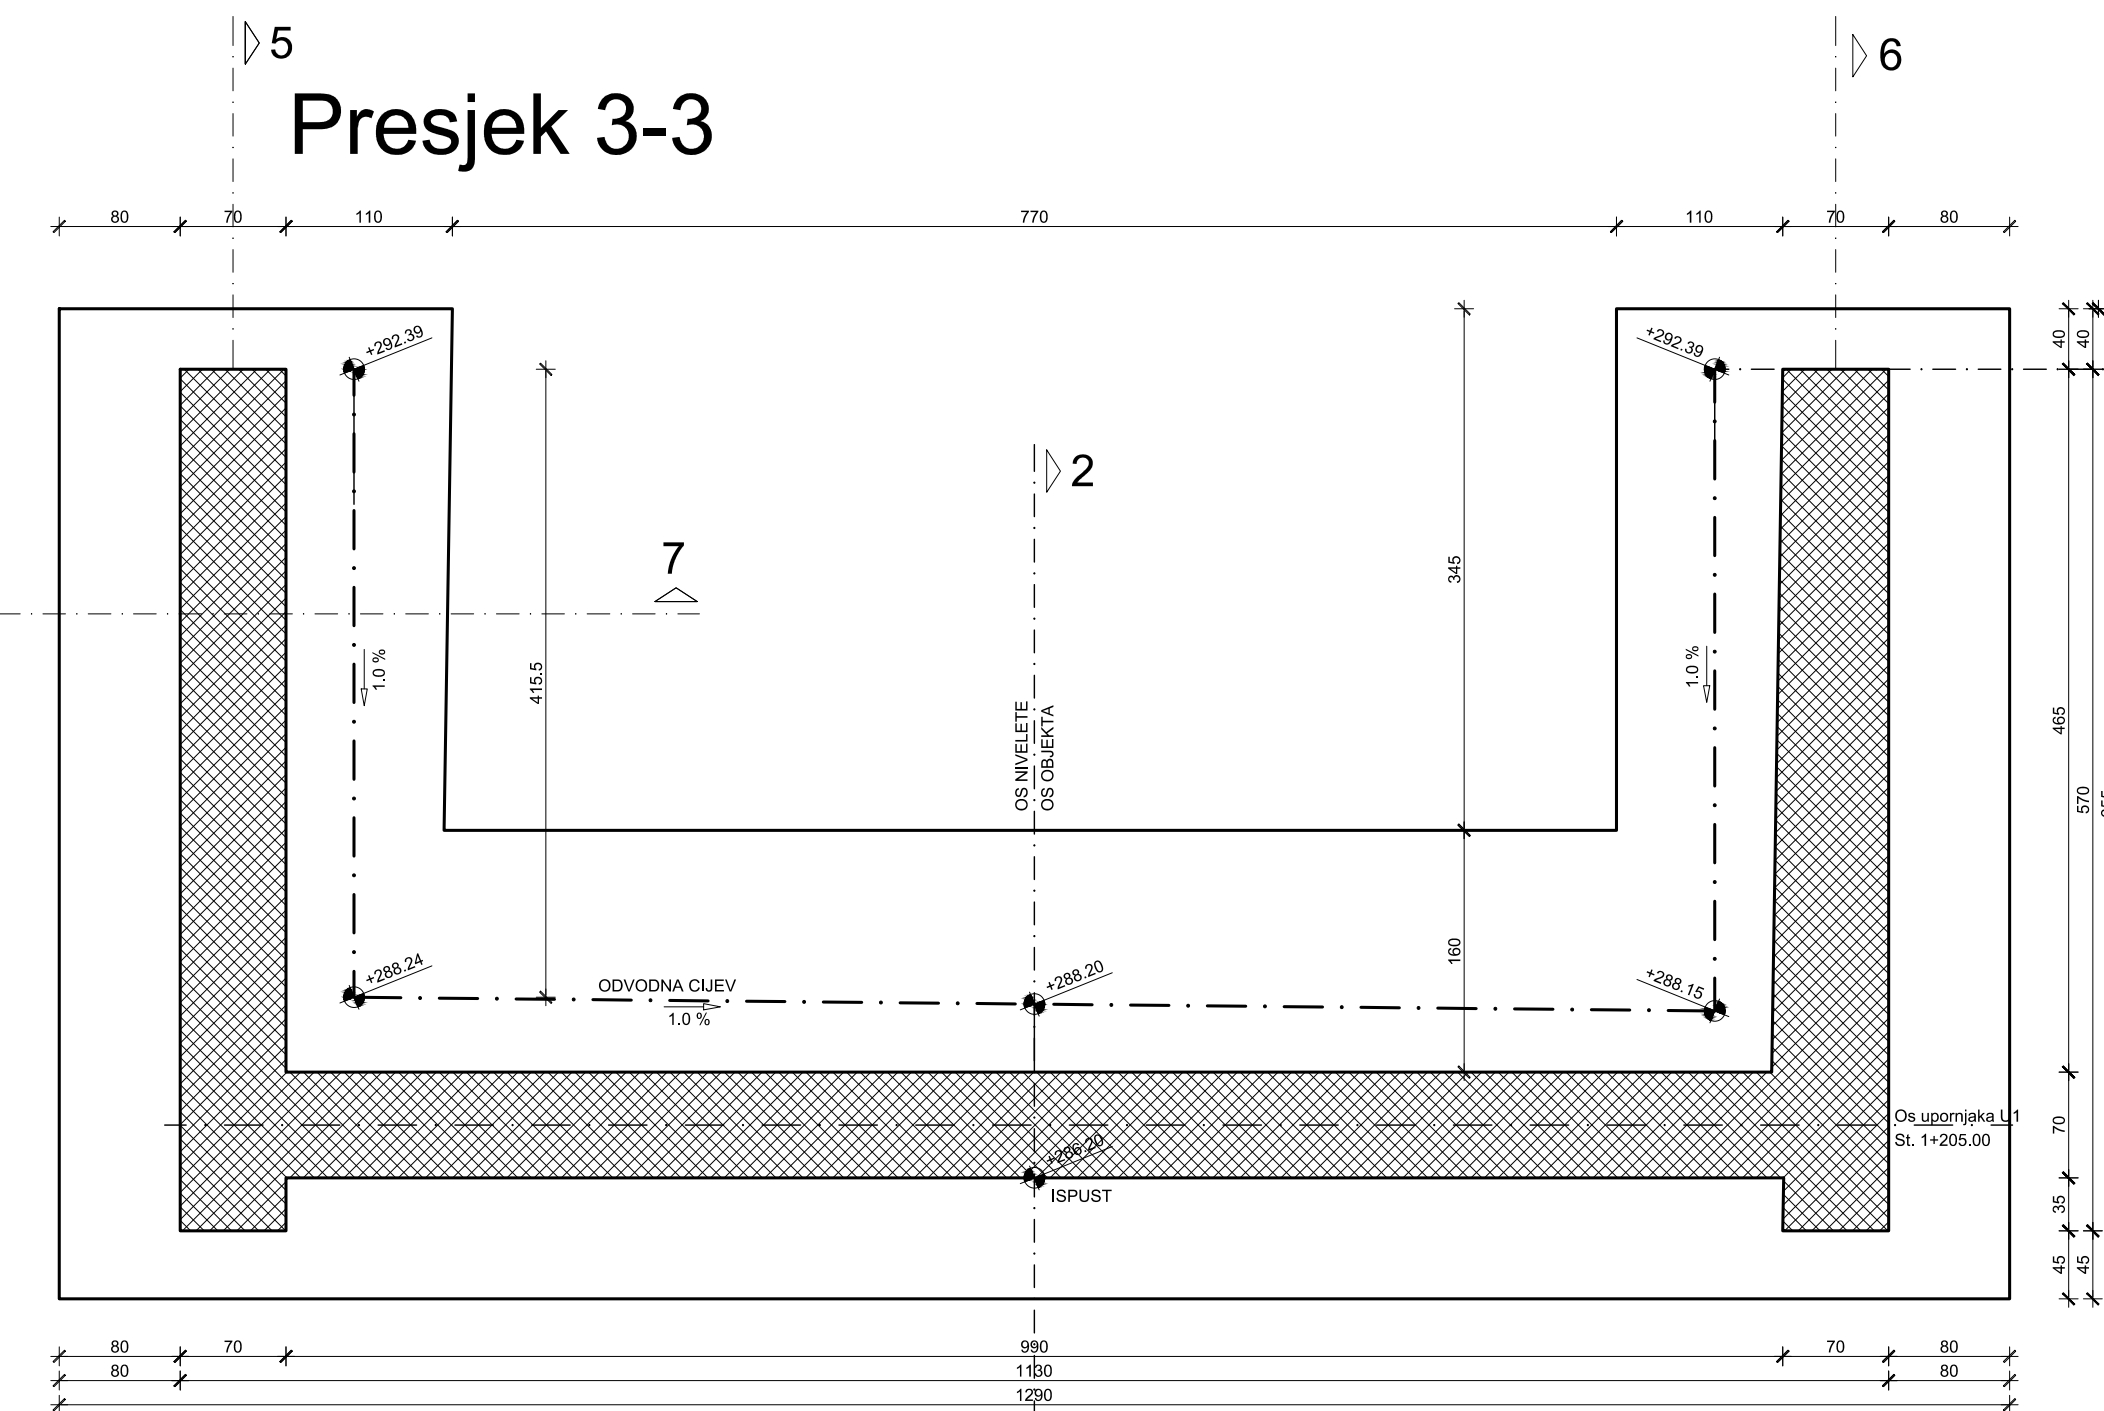 5
6
Presjek 3-3
80 70 110 770 110 70 80
+292.39
+292.39
40 40
2
7
345
1.0 %
1.0 %
415.5
465
OS NIVELETE
OS OBJEKTA
570
160
+288.24
ODVODNA CIJEV
1.0 %
+288.20
+288.15
Os upornjaka U1
St. 1+205.00
70
+286.20
ISPUST
35
45 45
80 70 990 70 80
80 1130 80
1290